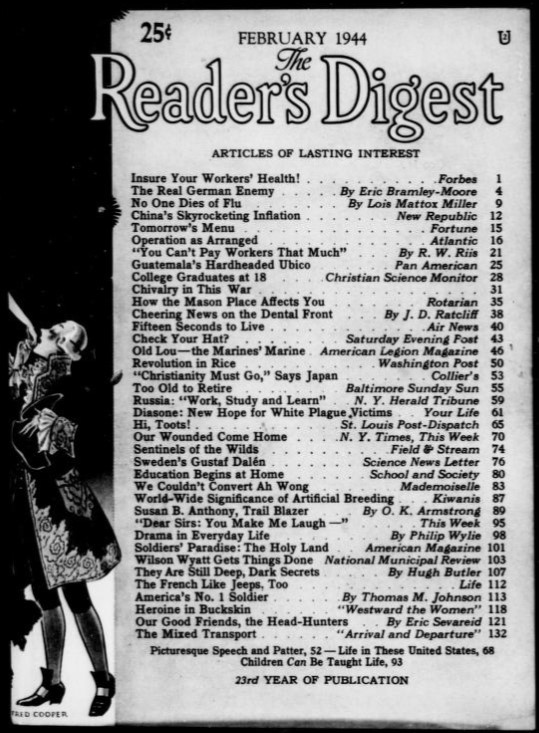 25¢
FEBRUARY 1944
The
Reader's Digest
ARTICLES OF LASTING INTEREST
Insure Your Workers' Health! . . . . . . . . . . . Forbes 1
The Real German Enemy . . . . . By Eric Bramley-Moore 4
No One Dies of Flu . . . . . . . . By Lois Mattox Miller 9
China's Skyrocketing Inflation . . . . . . . New Republic 12
Tomorrow's Menu . . . . . . . . . . . . . . Fortune 15
Operation as Arranged . . . . . . . . . . . . Atlantic 16
"You Can't Pay Workers That Much" . . . . By R. W. Riis 21
Guatemala's Hardheaded Ubico . . . . . . Pan American 25
College Graduates at 18 . . . . Christian Science Monitor 28
Chivalry in This War . . . . . . . . . . . . . . . 31
How the Mason Place Affects You . . . . . . . Rotarian 35
Cheering News on the Dental Front . . . By J. D. Ratcliff 38
Fifteen Seconds to Live . . . . . . . . . . . . Air News 40
Check Your Hat? . . . . . . . . Saturday Evening Post 43
Old Lou—the Marines' Marine . American Legion Magazine 46
Revolution in Rice . . . . . . . . . . Washington Post 50
"Christianity Must Go," Says Japan . . . . . . Collier's 53
Too Old to Retire . . . . . . . . Baltimore Sunday Sun 55
Russia: "Work, Study and Learn" . . N. Y. Herald Tribune 59
Diasone: New Hope for White Plague Victims . . Your Life 61
Hi, Toots! . . . . . . . . . . . St. Louis Post-Dispatch 65
Our Wounded Come Home . . . . N. Y. Times, This Week 70
Sentinels of the Wilds . . . . . . . . . Field & Stream 74
Sweden's Gustaf Dalén . . . . . . Science News Letter 76
Education Begins at Home . . . . . School and Society 80
We Couldn't Convert Ah Wong . . . . . . Mademoiselle 83
World-Wide Significance of Artificial Breeding . . . Kiwanis 87
Susan B. Anthony, Trail Blazer . . . By O. K. Armstrong 89
"Dear Sirs: You Make Me Laugh —" . . . . . This Week 95
Drama in Everyday Life . . . . . . . . . By Philip Wylie 98
Soldiers' Paradise: The Holy Land . American Magazine 101
Wilson Wyatt Gets Things Done National Municipal Review 103
They Are Still Deep, Dark Secrets . . . . By Hugh Butler 107
The French Like Jeeps, Too . . . . . . . . . . . Life 112
America's No. 1 Soldier . . . . . By Thomas M. Johnson 113
Heroine in Buckskin . . . . . . "Westward the Women" 118
Our Good Friends, the Head-Hunters . . By Eric Sevareid 121
The Mixed Transport . . . . . . "Arrival and Departure" 132
Picturesque Speech and Patter, 52 — Life in These United States, 68
Children Can Be Taught Life, 93
23rd YEAR OF PUBLICATION
FRED COOPER